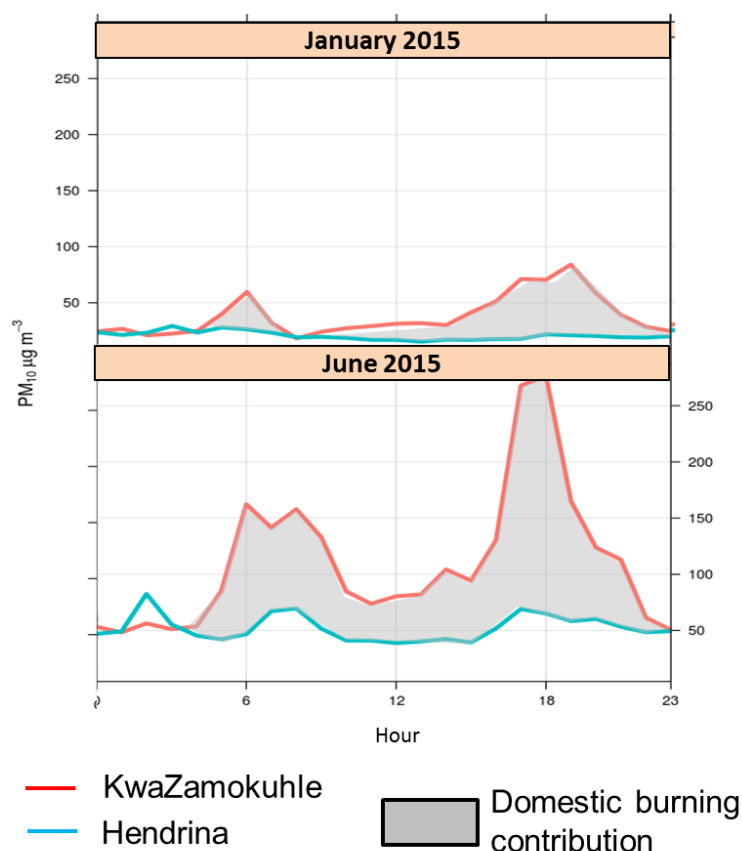 January 2015
250
200
150
100
50
PM10 µg m−3
June 2015
250
200
150
100
50
0 6 12 18 23
Hour
KwaZamokuhle
Hendrina
Domestic burning
contribution